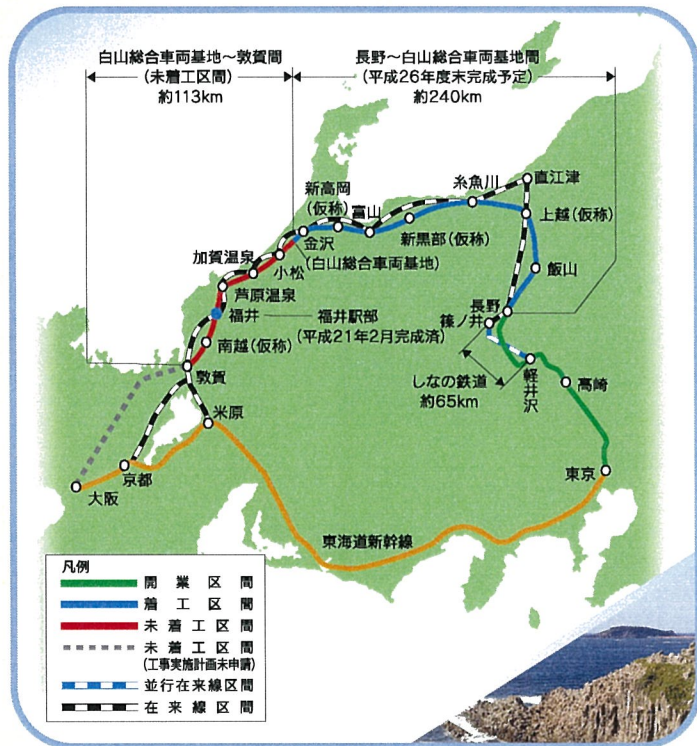 白山総合車両基地～敦賀間
(未着工区間)
約113km
長野～白山総合車両基地間
(平成26年度末完成予定)
約240km
糸魚川
直江津
新高岡
(仮称)
富山
上越(仮称)
金沢
新黒部(仮称)
加賀温泉
小松
(白山総合車両基地)
飯山
芦原温泉
長野
福井
福井駅部
(平成21年2月完成済)
篠ノ井
南越(仮称)
敦賀
しなの鉄道
約65km
軽井沢
高崎
米原
京都
大阪
東京
東海道新幹線
凡例
開業区間
着工区間
未着工区間
未着工区間
(工事実施計画未申請)
並行在来線区間
在来線区間